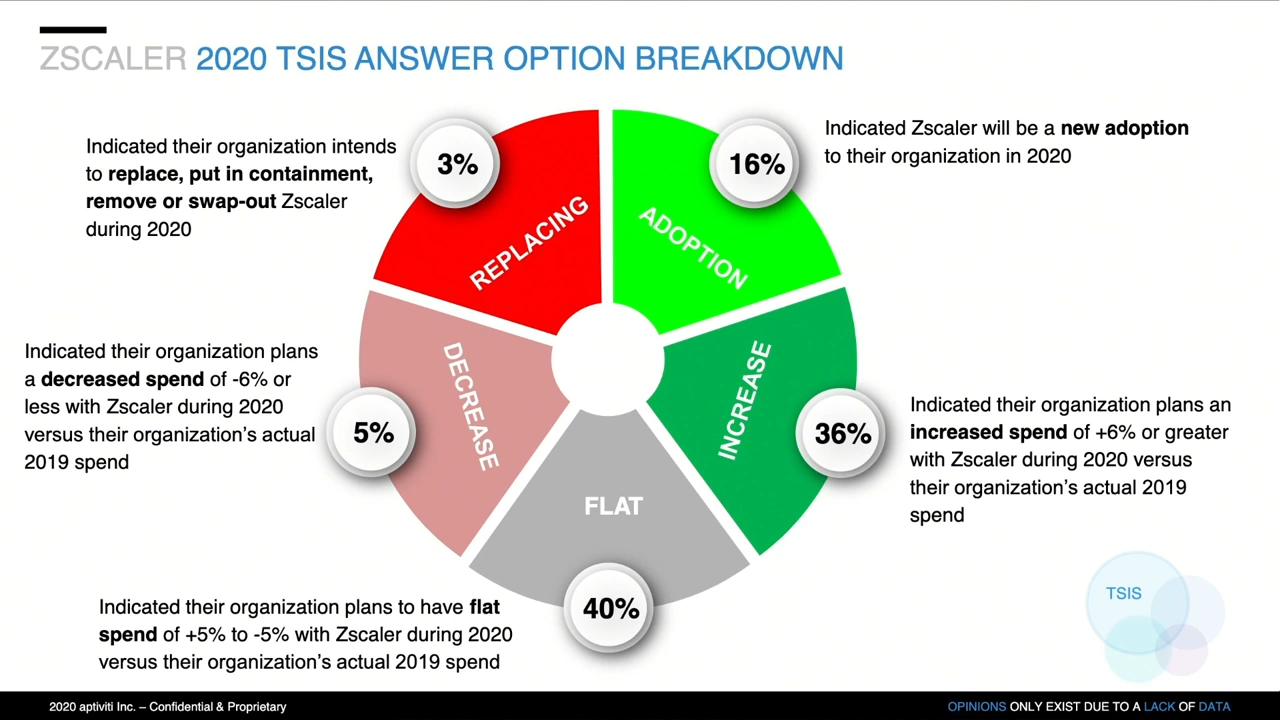 ZSCALER 2020 TSIS ANSWER OPTION BREAKDOWN
Indicated their organization intends
to replace, put in containment,
remove or swap-out Zscaler
during 2020
3%
REPLACING
16%
ADOPTION
Indicated Zscaler will be a new adoption
to their organization in 2020
Indicated their organization plans
a decreased spend of -6% or
less with Zscaler during 2020
versus their organization's actual
2019 spend
5%
DECREASE
INCREASE
36%
Indicated their organization plans an
increased spend of +6% or greater
with Zscaler during 2020 versus
their organization's actual 2019
spend
FLAT
40%
Indicated their organization plans to have flat
spend of +5% to -5% with Zscaler during 2020
versus their organization's actual 2019 spend
TSIS
2020 aptiviti Inc. – Confidential & Proprietary
OPINIONS ONLY EXIST DUE TO A LACK OF DATA